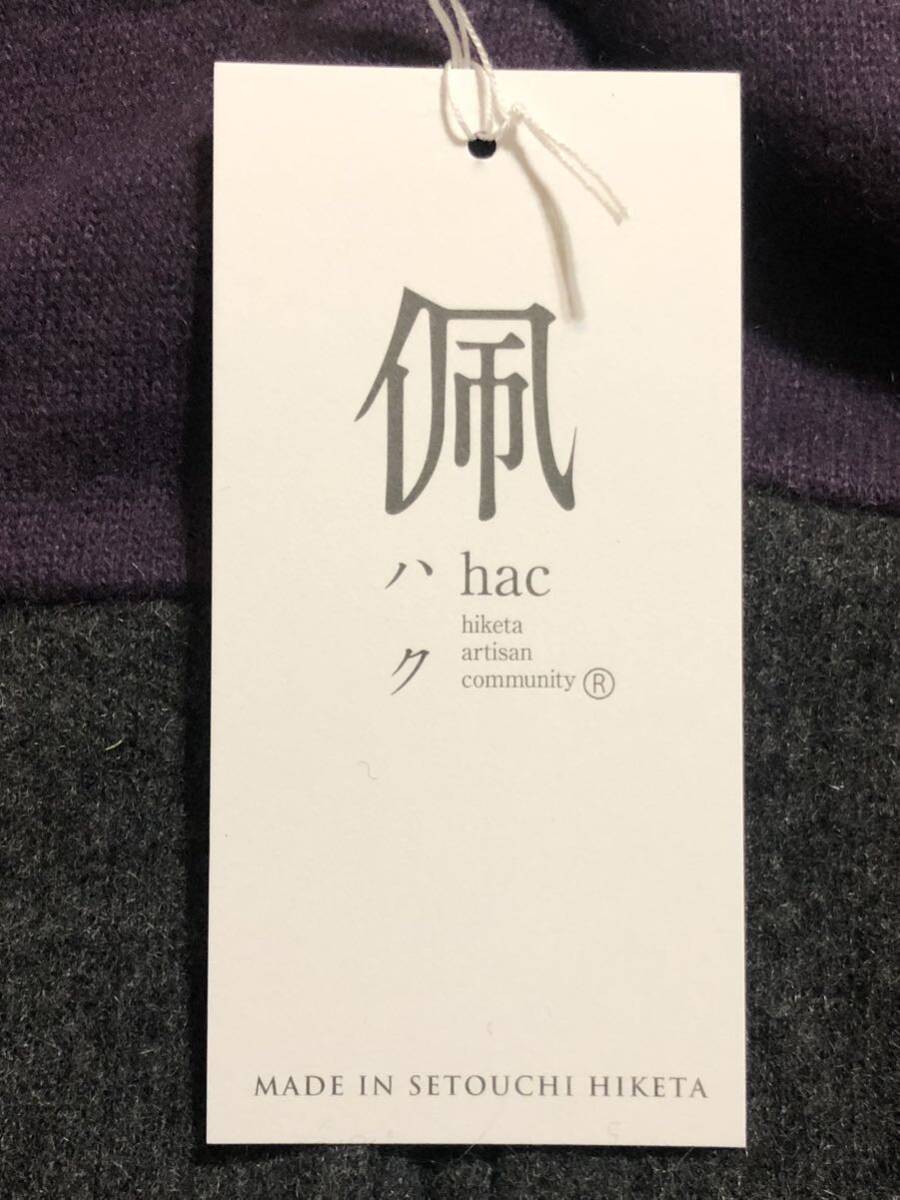 佩
ハク
hac
hiketa
artisan
community ®
MADE IN SETOUCHI HIKETA